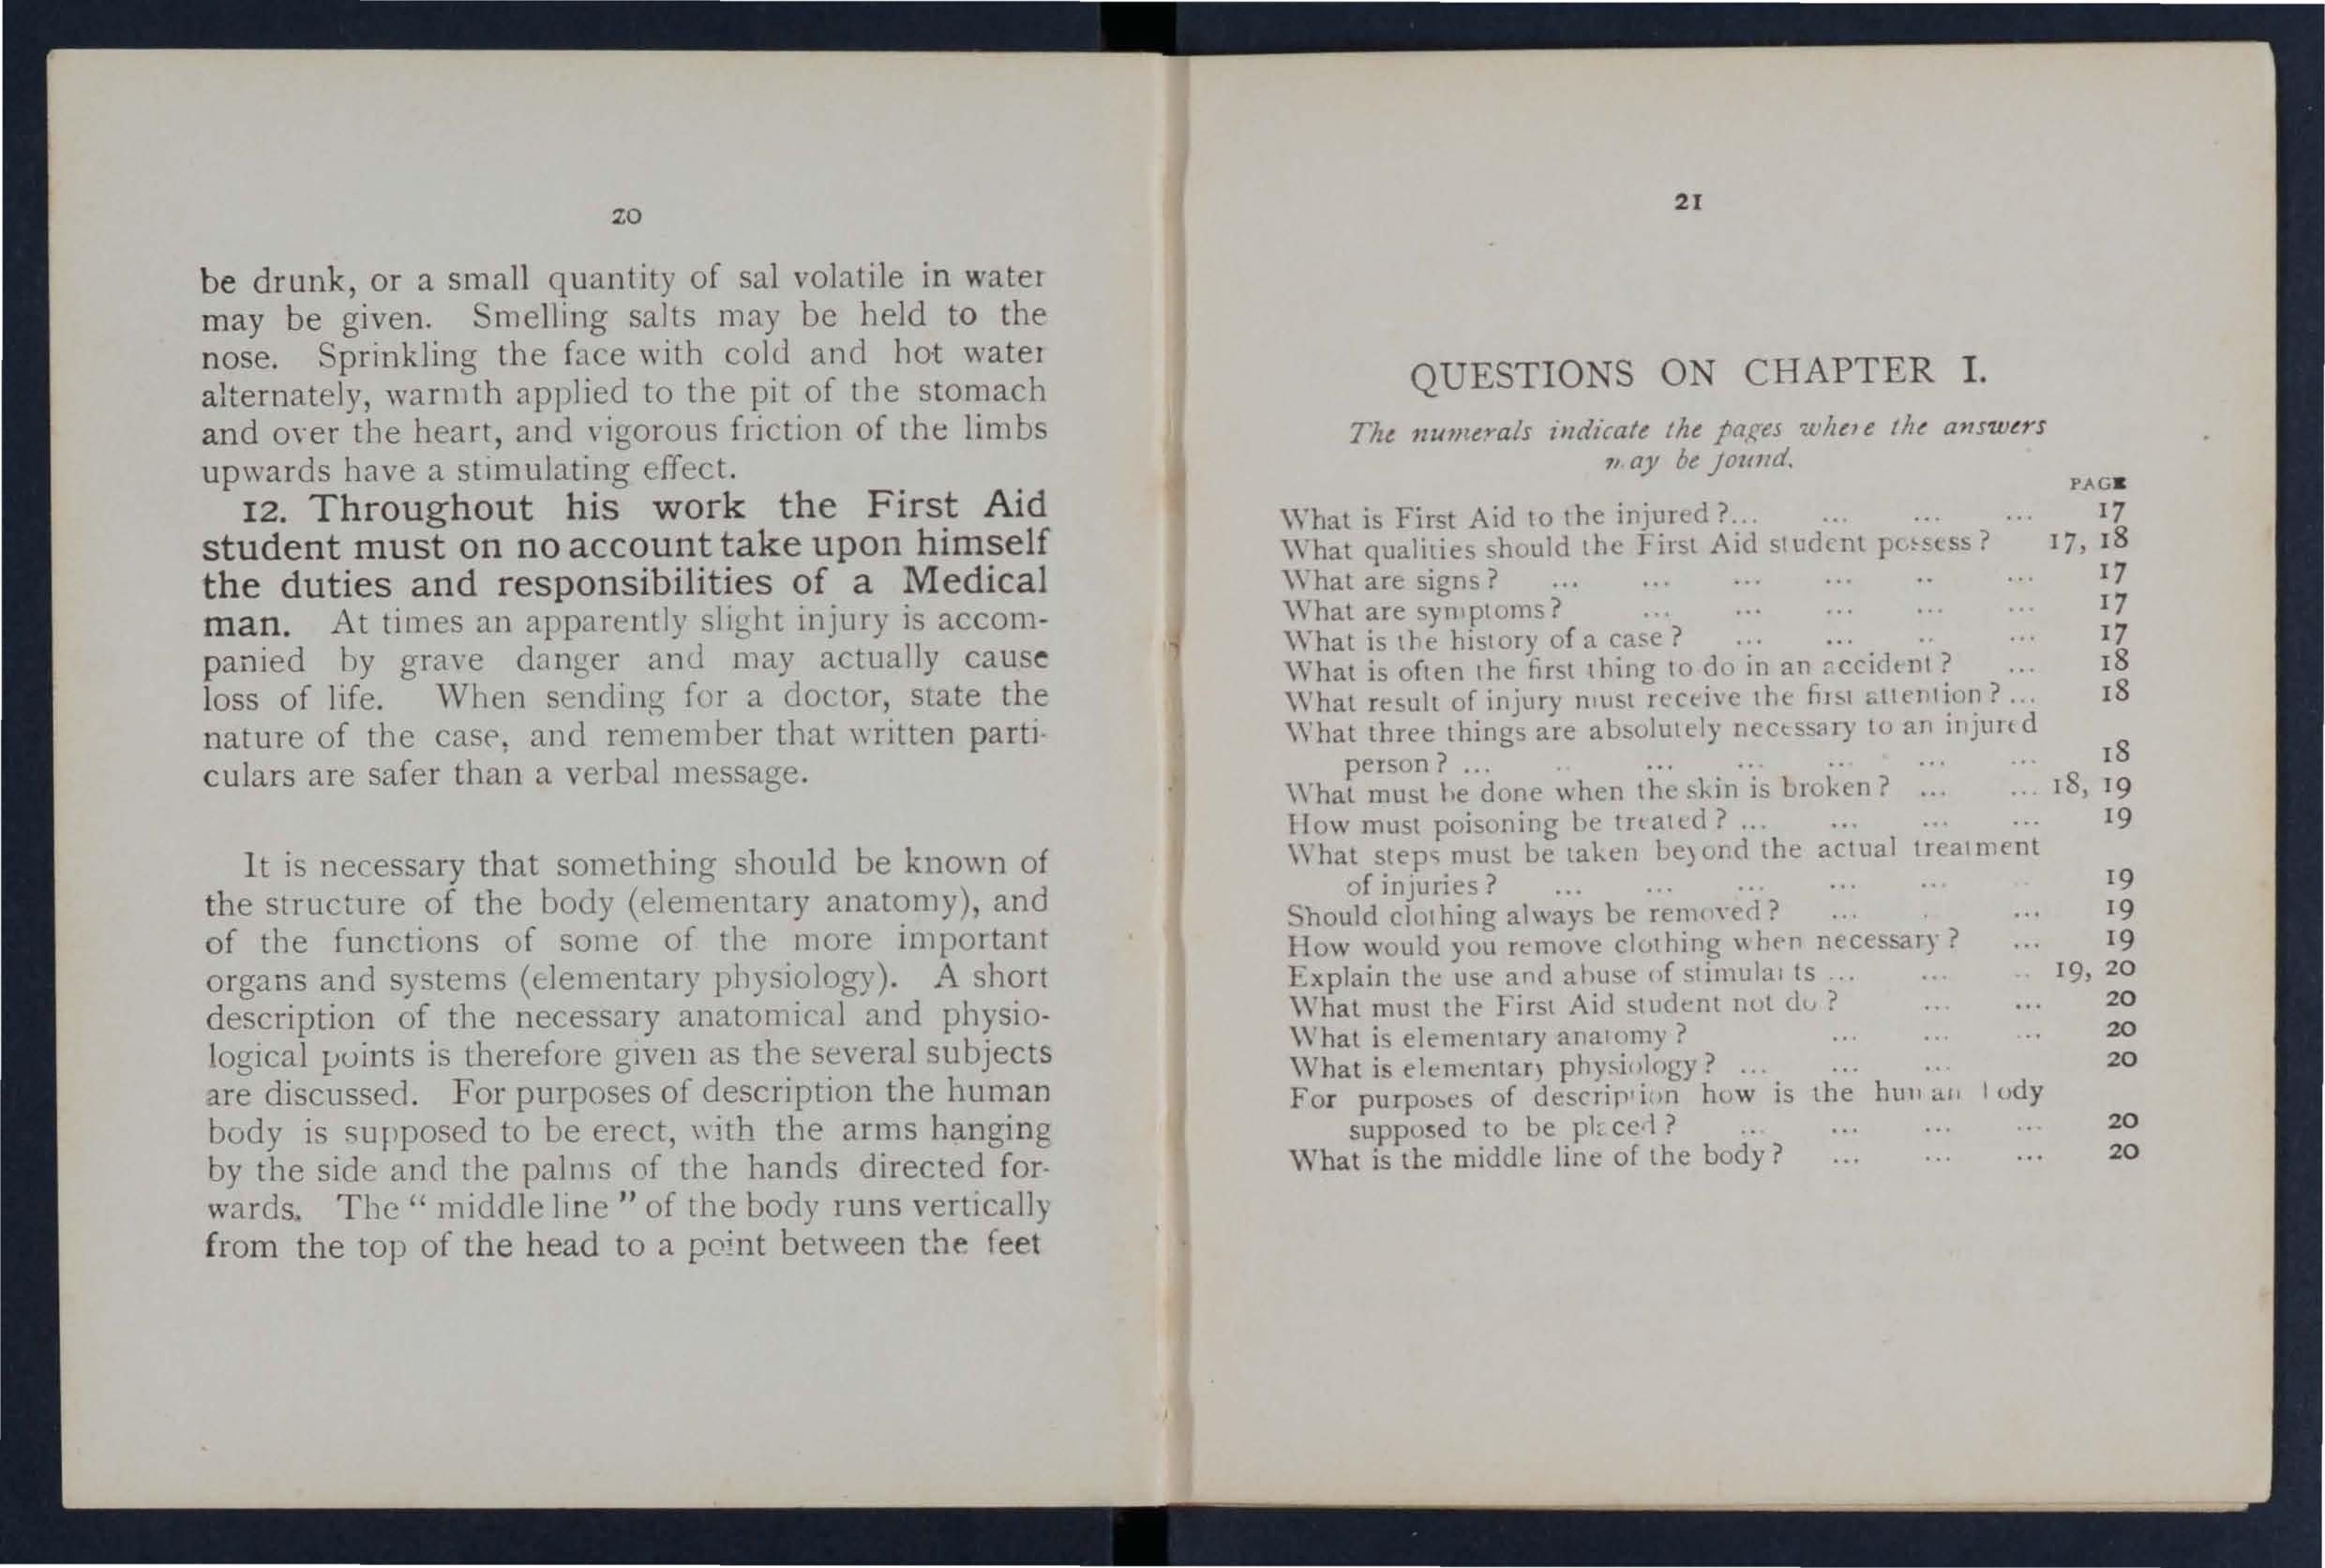 20
be drunk, or a small quantity of sal volatile in water
may be given. Smelling salts may be held to the
nose. Sprinkling the face with cold and hot water
alternately, warmth applied to the pit of the stomach
and over the heart, and vigorous friction of the limbs
upwards have a stimulating effect.
12. Throughout his work the First Aid
student must on no account take upon himself
the duties and responsibilities of a Medical
man. At times an apparently slight injury is accom-
panied by grave danger and may actually cause
loss of life. When sending for a doctor, state the
nature of the case, and remember that written parti-
culars are safer than a verbal message.
It is necessary that something should be known of
the structure of the body (elementary anatomy), and
of the functions of some of the more important
organs and systems (elementary physiology). A short
description of the necessary anatomical and physio-
logical points is therefore given as the several subjects
are discussed. For purposes of description the human
body is supposed to be erect, with the arms hanging
by the side and the palms of the hands directed for-
wards. The " middle line " of the body runs vertically
from the top of the head to a point between the feet
21
QUESTIONS ON CHAPTER I.
The numerals indicate the pages where the answers
may be found.
PAGE
What is First Aid to the injured ?... ... ... ... 17
What qualities should the First Aid student possess ? 17, 18
What are signs ? ... ... ... ... .. ... 17
What are symptoms ? ... ... ... ... ... 17
What is the history of a case ? ... ... .. ... 17
What is often the first thing to do in an accident ? ... 18
What result of injury must receive the first attention ? ... 18
What three things are absolutely necessary to an injured
person ? ... .. ... ... ... ... ... 18
What must be done when the skin is broken ? ... ... 18, 19
How must poisoning be treated ? ... ... ... ... 19
What steps must be taken beyond the actual treatment
of injuries ? ... ... ... ... ... .. 19
Should clothing always be removed ? ... . ... 19
How would you remove clothing when necessary ? ... 19
Explain the use and abuse of stimulants ... ... .. 19, 20
What must the First Aid student not do ? ... ... 20
What is elementary anatomy ? ... ... ... 20
What is elementary physiology ? ... ... ... 20
For purposes of description how is the human body
supposed to be placed ? ... ... ... ... 20
What is the middle line of the body ? ... ... ... 20